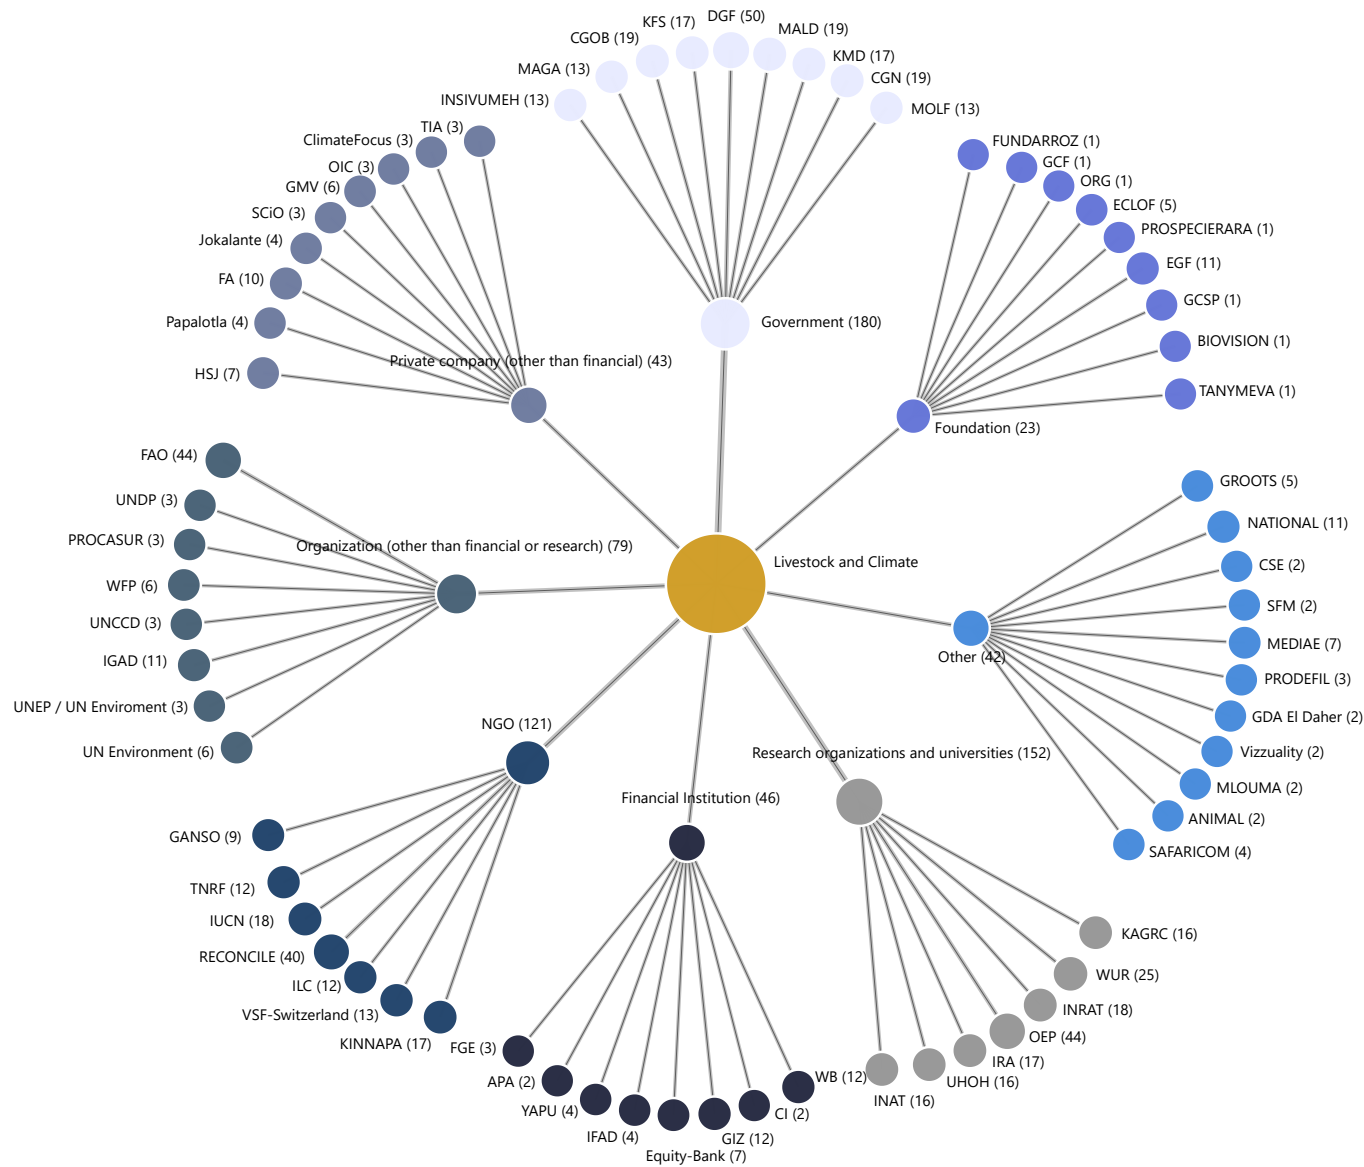 DGF (50)
KFS (17)
MALD (19)
CGOB (19)
KMD (17)
MAGA (13)
CGN (19)
INSIVUMEH (13)
MOLF (13)
Government (180)
TIA (3)
ClimateFocus (3)
OIC (3)
GMV (6)
SCiO (3)
Jokalante (4)
FA (10)
Papalotla (4)
HSJ (7)
Private company (other than financial) (43)
FUNDARROZ (1)
GCF (1)
ORG (1)
ECLOF (5)
PROSPECIERARA (1)
EGF (11)
GCSP (1)
BIOVISION (1)
TANYMEVA (1)
Foundation (23)
FAO (44)
UNDP (3)
PROCASUR (3)
WFP (6)
UNCCD (3)
IGAD (11)
UNEP / UN Enviroment (3)
UN Environment (6)
Organization (other than financial or research) (79)
Livestock and Climate
GROOTS (5)
NATIONAL (11)
CSE (2)
SFM (2)
MEDIAE (7)
PRODEFIL (3)
GDA El Daher (2)
Vizzuality (2)
MLOUMA (2)
ANIMAL (2)
SAFARICOM (4)
Other (42)
NGO (121)
GANSO (9)
TNRF (12)
IUCN (18)
RECONCILE (40)
ILC (12)
VSF-Switzerland (13)
KINNAPA (17)
Financial Institution (46)
FGE (3)
APA (2)
YAPU (4)
IFAD (4)
Equity-Bank (7)
GIZ (12)
CI (2)
WB (12)
Research organizations and universities (152)
KAGRC (16)
WUR (25)
INRAT (18)
OEP (44)
IRA (17)
UHOH (16)
INAT (16)